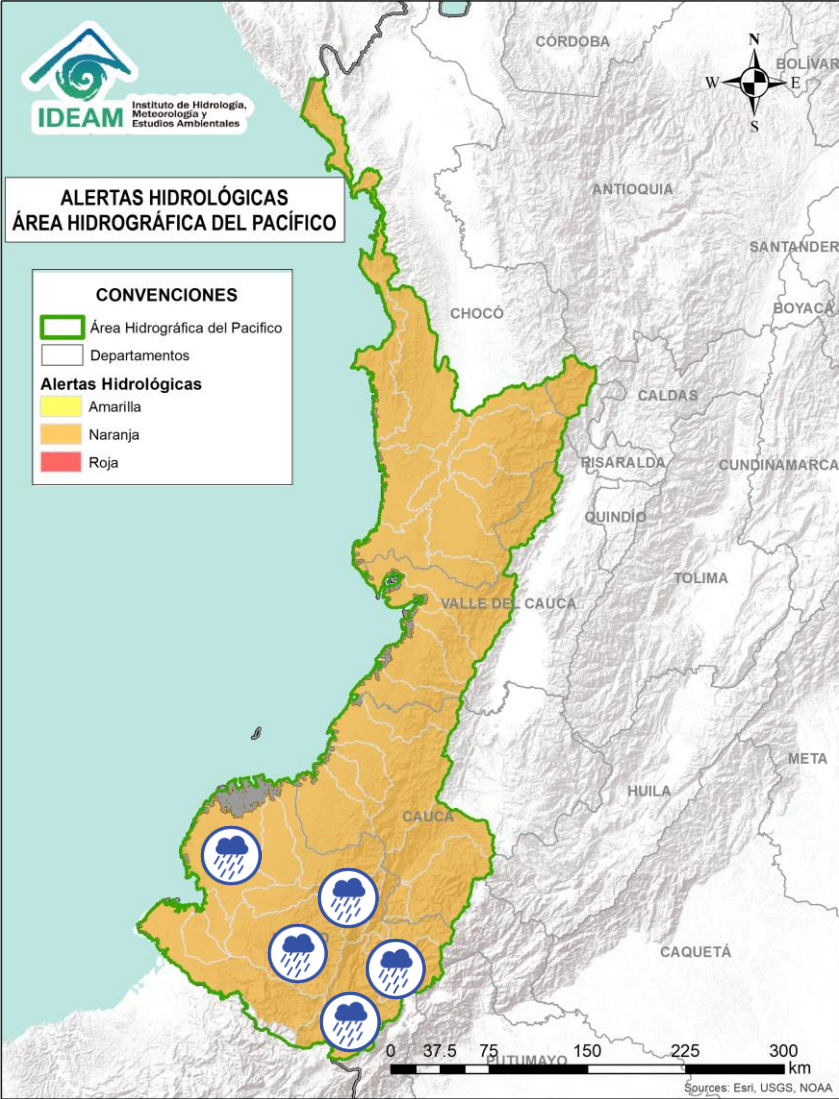 IDEAM
Instituto de Hidrología,
Meteorología y
Estudios Ambientales
ALERTAS HIDROLÓGICAS
ÁREA HIDROGRÁFICA DEL PACÍFICO
CONVENCIONES
Área Hidrográfica del Pacifico
Departamentos
Alertas Hidrológicas
Amarilla
Naranja
Roja
N
W
E
S
CÓRDOBA
BOLÍVAR
ANTIOQUIA
SANTANDER
CHOCÓ
BOYACÁ
CALDAS
RISARALDA
CUNDINAMARCA
QUINDÍO
TOLIMA
VALLE DEL CAUCA
META
HUILA
CAUCA
CAQUETÁ
PUTUMAYO
0 37.5 75 150 225 300
km
Sources: Esri, USGS, NOAA